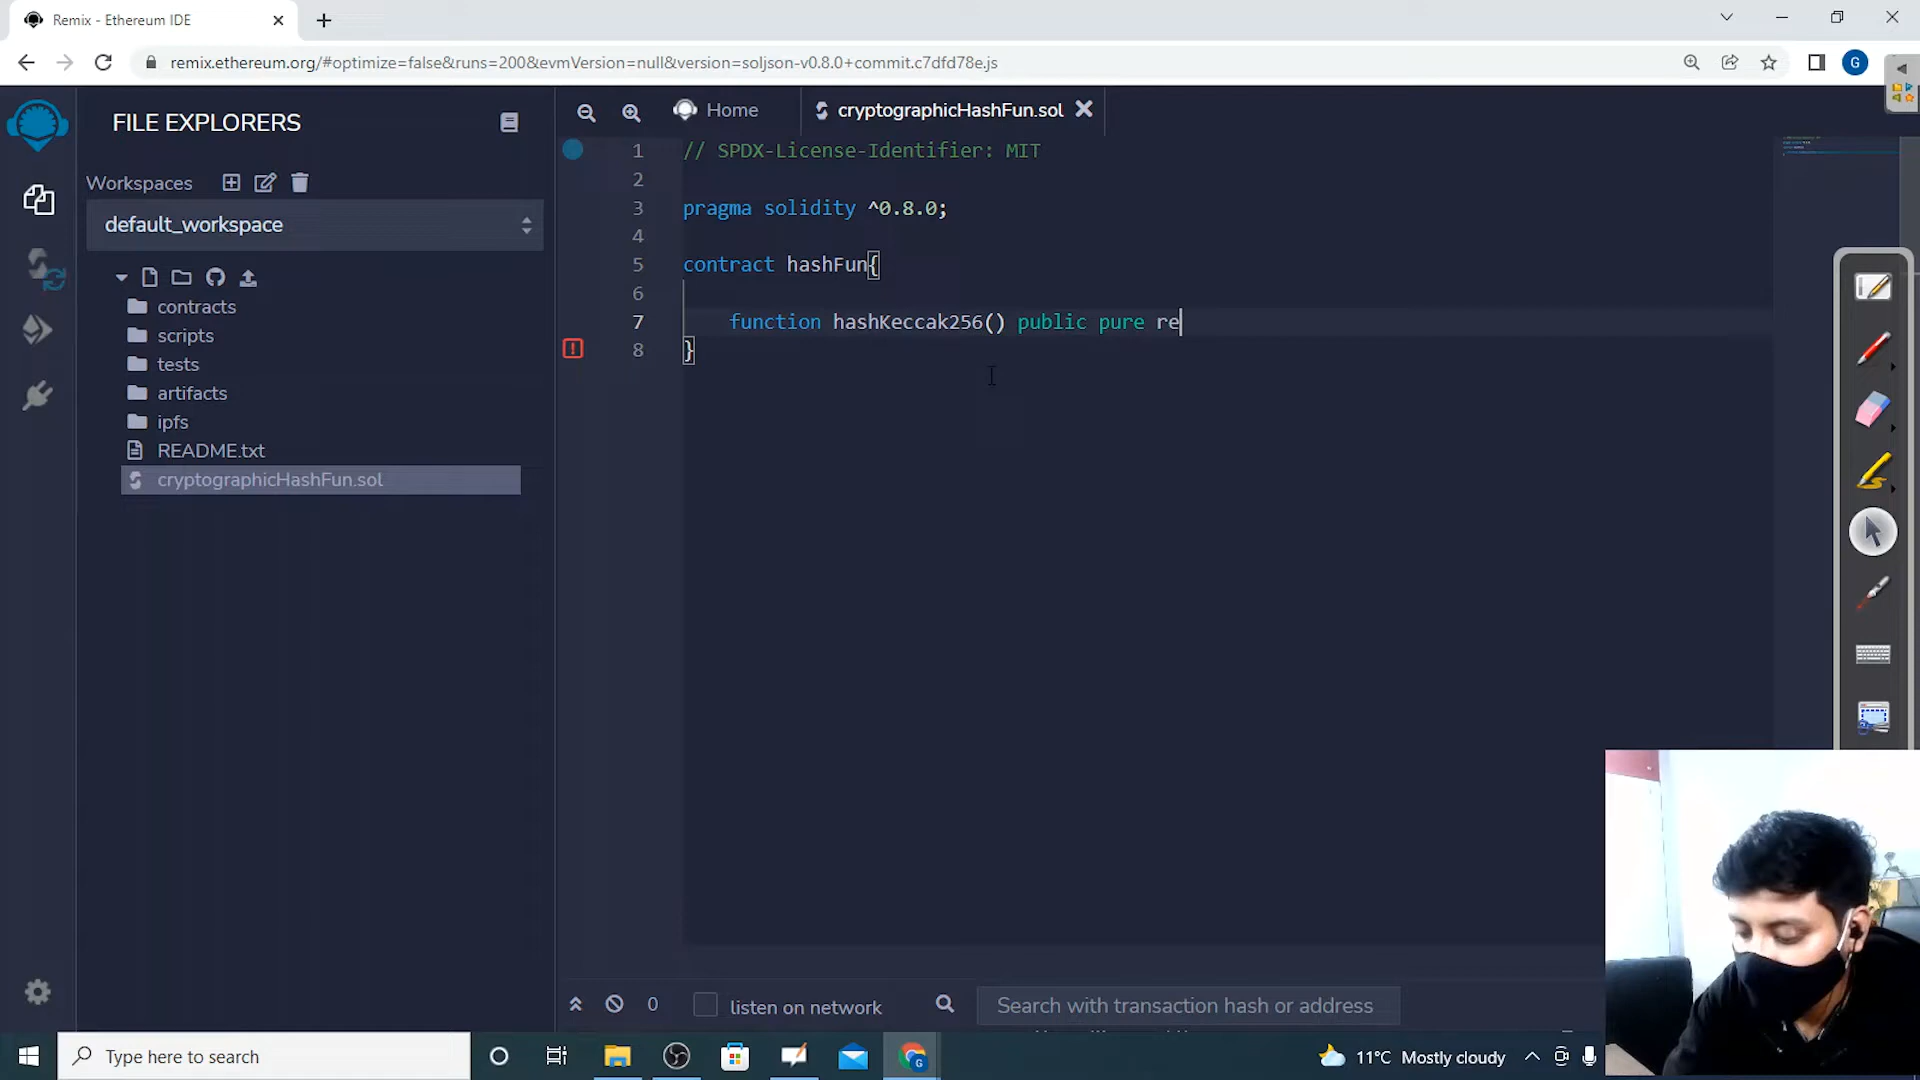 Remix - Ethereum IDE
remix.ethereum.org/#optimize=false&runs=200&evmVersion=null&version=soljson-v0.8.0+commit.c7dfd78e.js
G
FILE EXPLORERS
Home
cryptographicHashFun.sol
Workspaces
default_workspace
contracts
scripts
tests
artifacts
ipfs
README.txt
cryptographicHashFun.sol
1 // SPDX-License-Identifier: MIT
2
3 pragma solidity ^0.8.0;
4
5 contract hashFun{
6
7 function hashKeccak256() public pure re
8 }
0
listen on network
Search with transaction hash or address
Type here to search
G
11°C Mostly cloudy